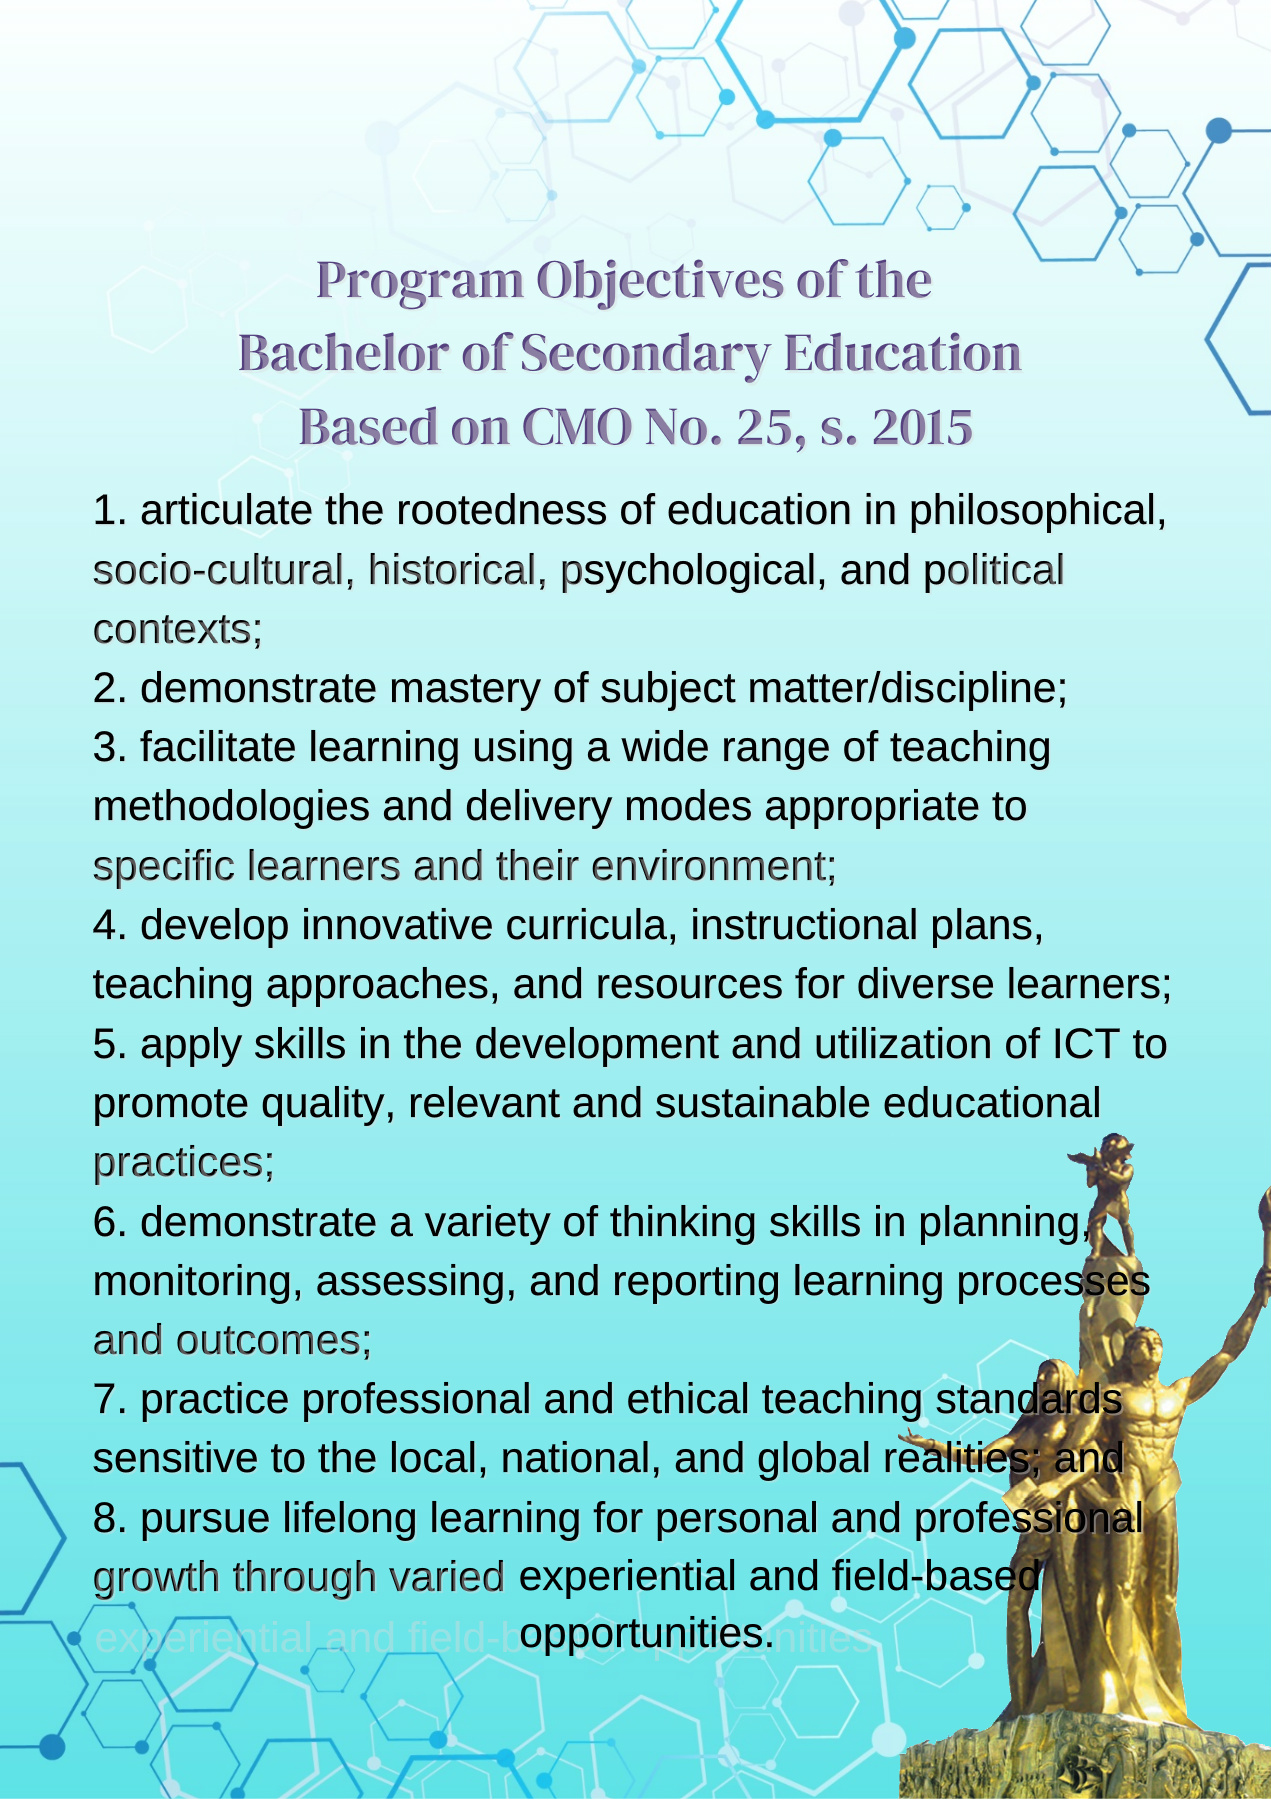 Program Objectives of the
Bachelor of Secondary Education
Based on CMO No. 25, s. 2015
1. articulate the rootedness of education in philosophical,
socio-cultural, historical, psychological, and political
contexts;
2. demonstrate mastery of subject matter/discipline;
3. facilitate learning using a wide range of teaching
methodologies and delivery modes appropriate to
specific learners and their environment;
4. develop innovative curricula, instructional plans,
teaching approaches, and resources for diverse learners;
5. apply skills in the development and utilization of ICT to
promote quality, relevant and sustainable educational
practices;
6. demonstrate a variety of thinking skills in planning,
monitoring, assessing, and reporting learning processes
and outcomes;
7. practice professional and ethical teaching standards
sensitive to the local, national, and global realities; and
8. pursue lifelong learning for personal and professional
growth through varied experiential and field-based
opportunities.